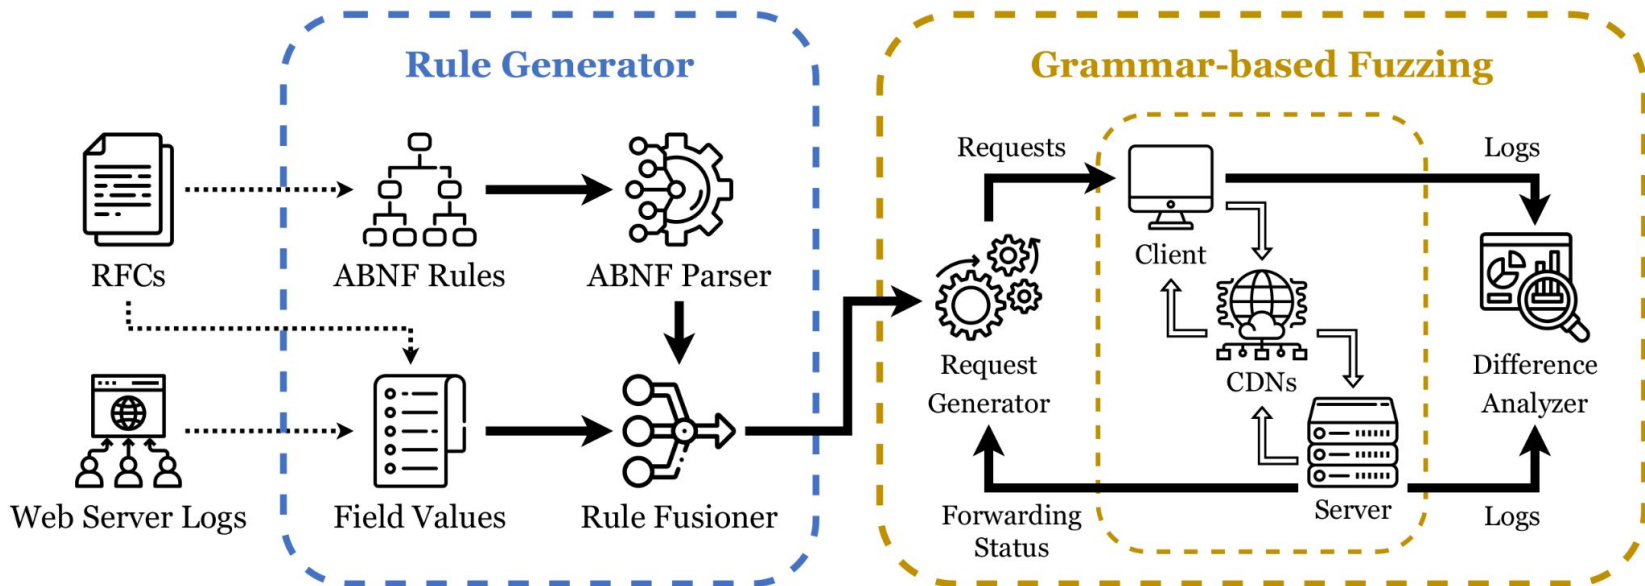 Rule Generator
Grammar-based Fuzzing
Requests
Logs
RFCs
ABNF Rules
ABNF Parser
Client
Request
Generator
CDNs
Difference
Analyzer
Web Server Logs
Field Values
Rule Fusioner
Forwarding
Status
Server
Logs